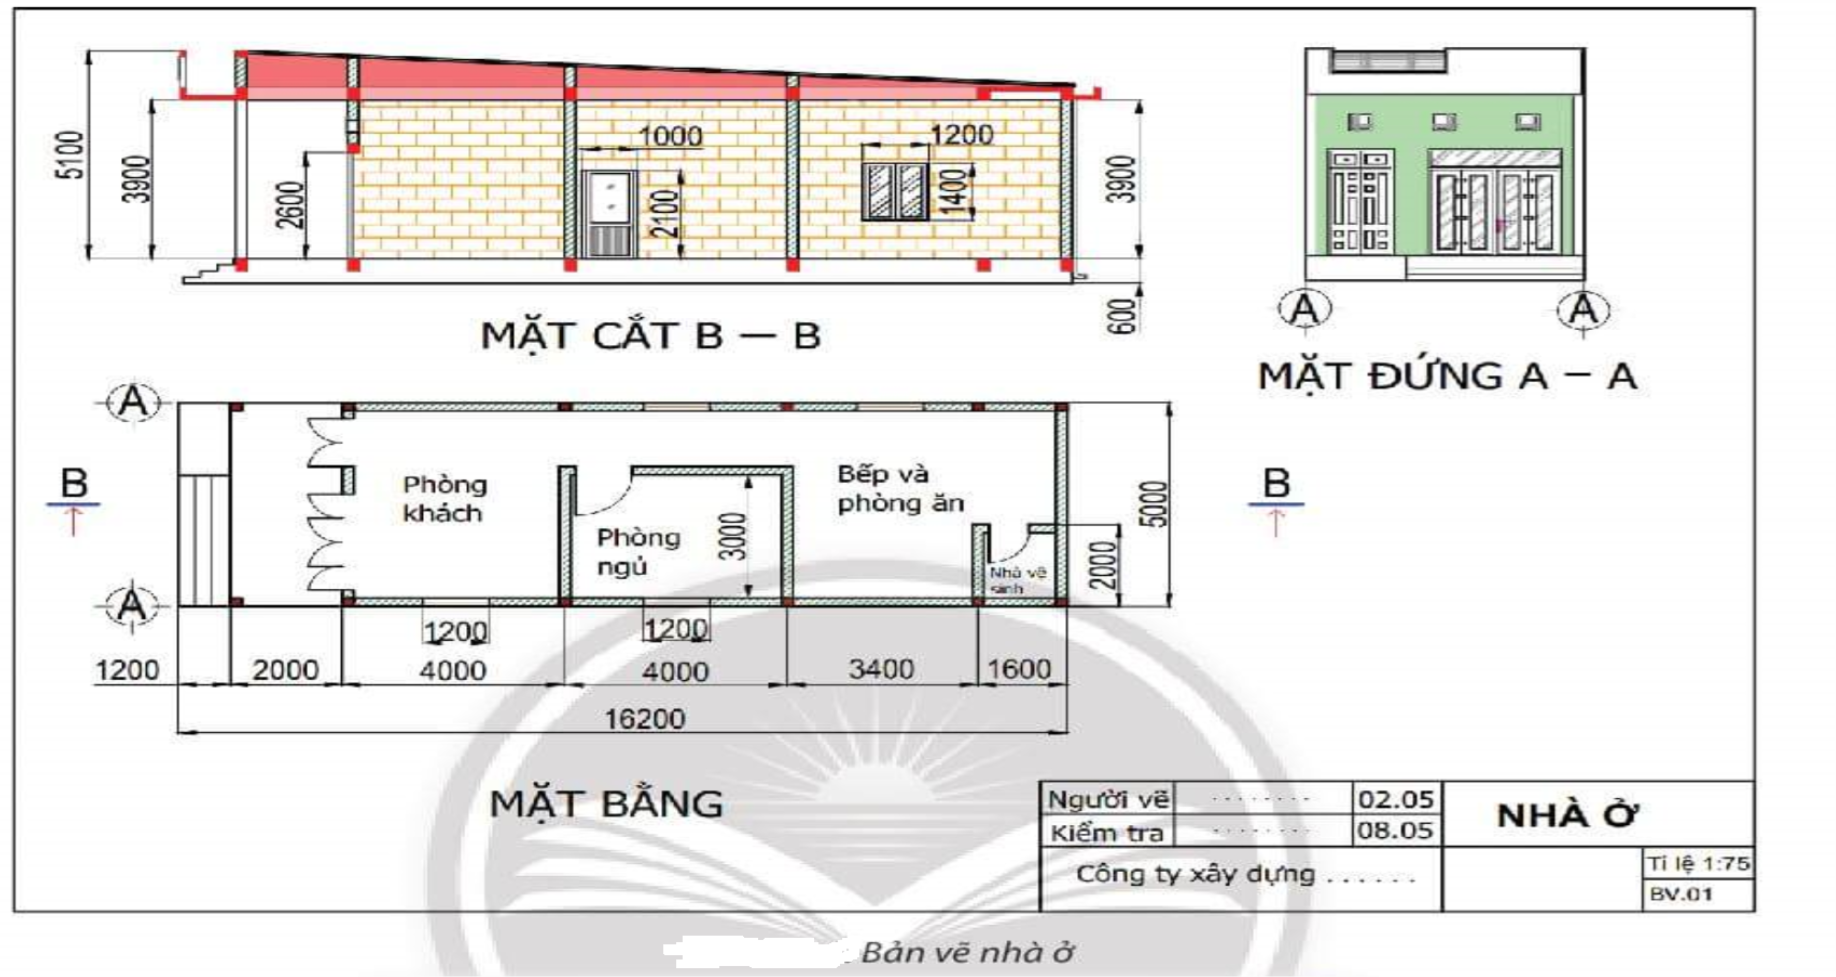 5100
3900
2600
1000
2100
1200
1400
3900
600
MẶT CẮT B – B
A
A
MẶT ĐỨNG A – A
A
B
A
Phòng
khách
Phòng
ngủ
3000
Bếp và
phòng ăn
Nhà vệ
sinh
2000
5000
B
1200
1200
1200
2000
4000
4000
3400
1600
16200
MẶT BẰNG
Người vẽ ........ 02.05
Kiểm tra ........ 08.05
Công ty xây dựng ......
NHÀ Ở
Tỉ lệ 1:75
BV.01
Bản vẽ nhà ở